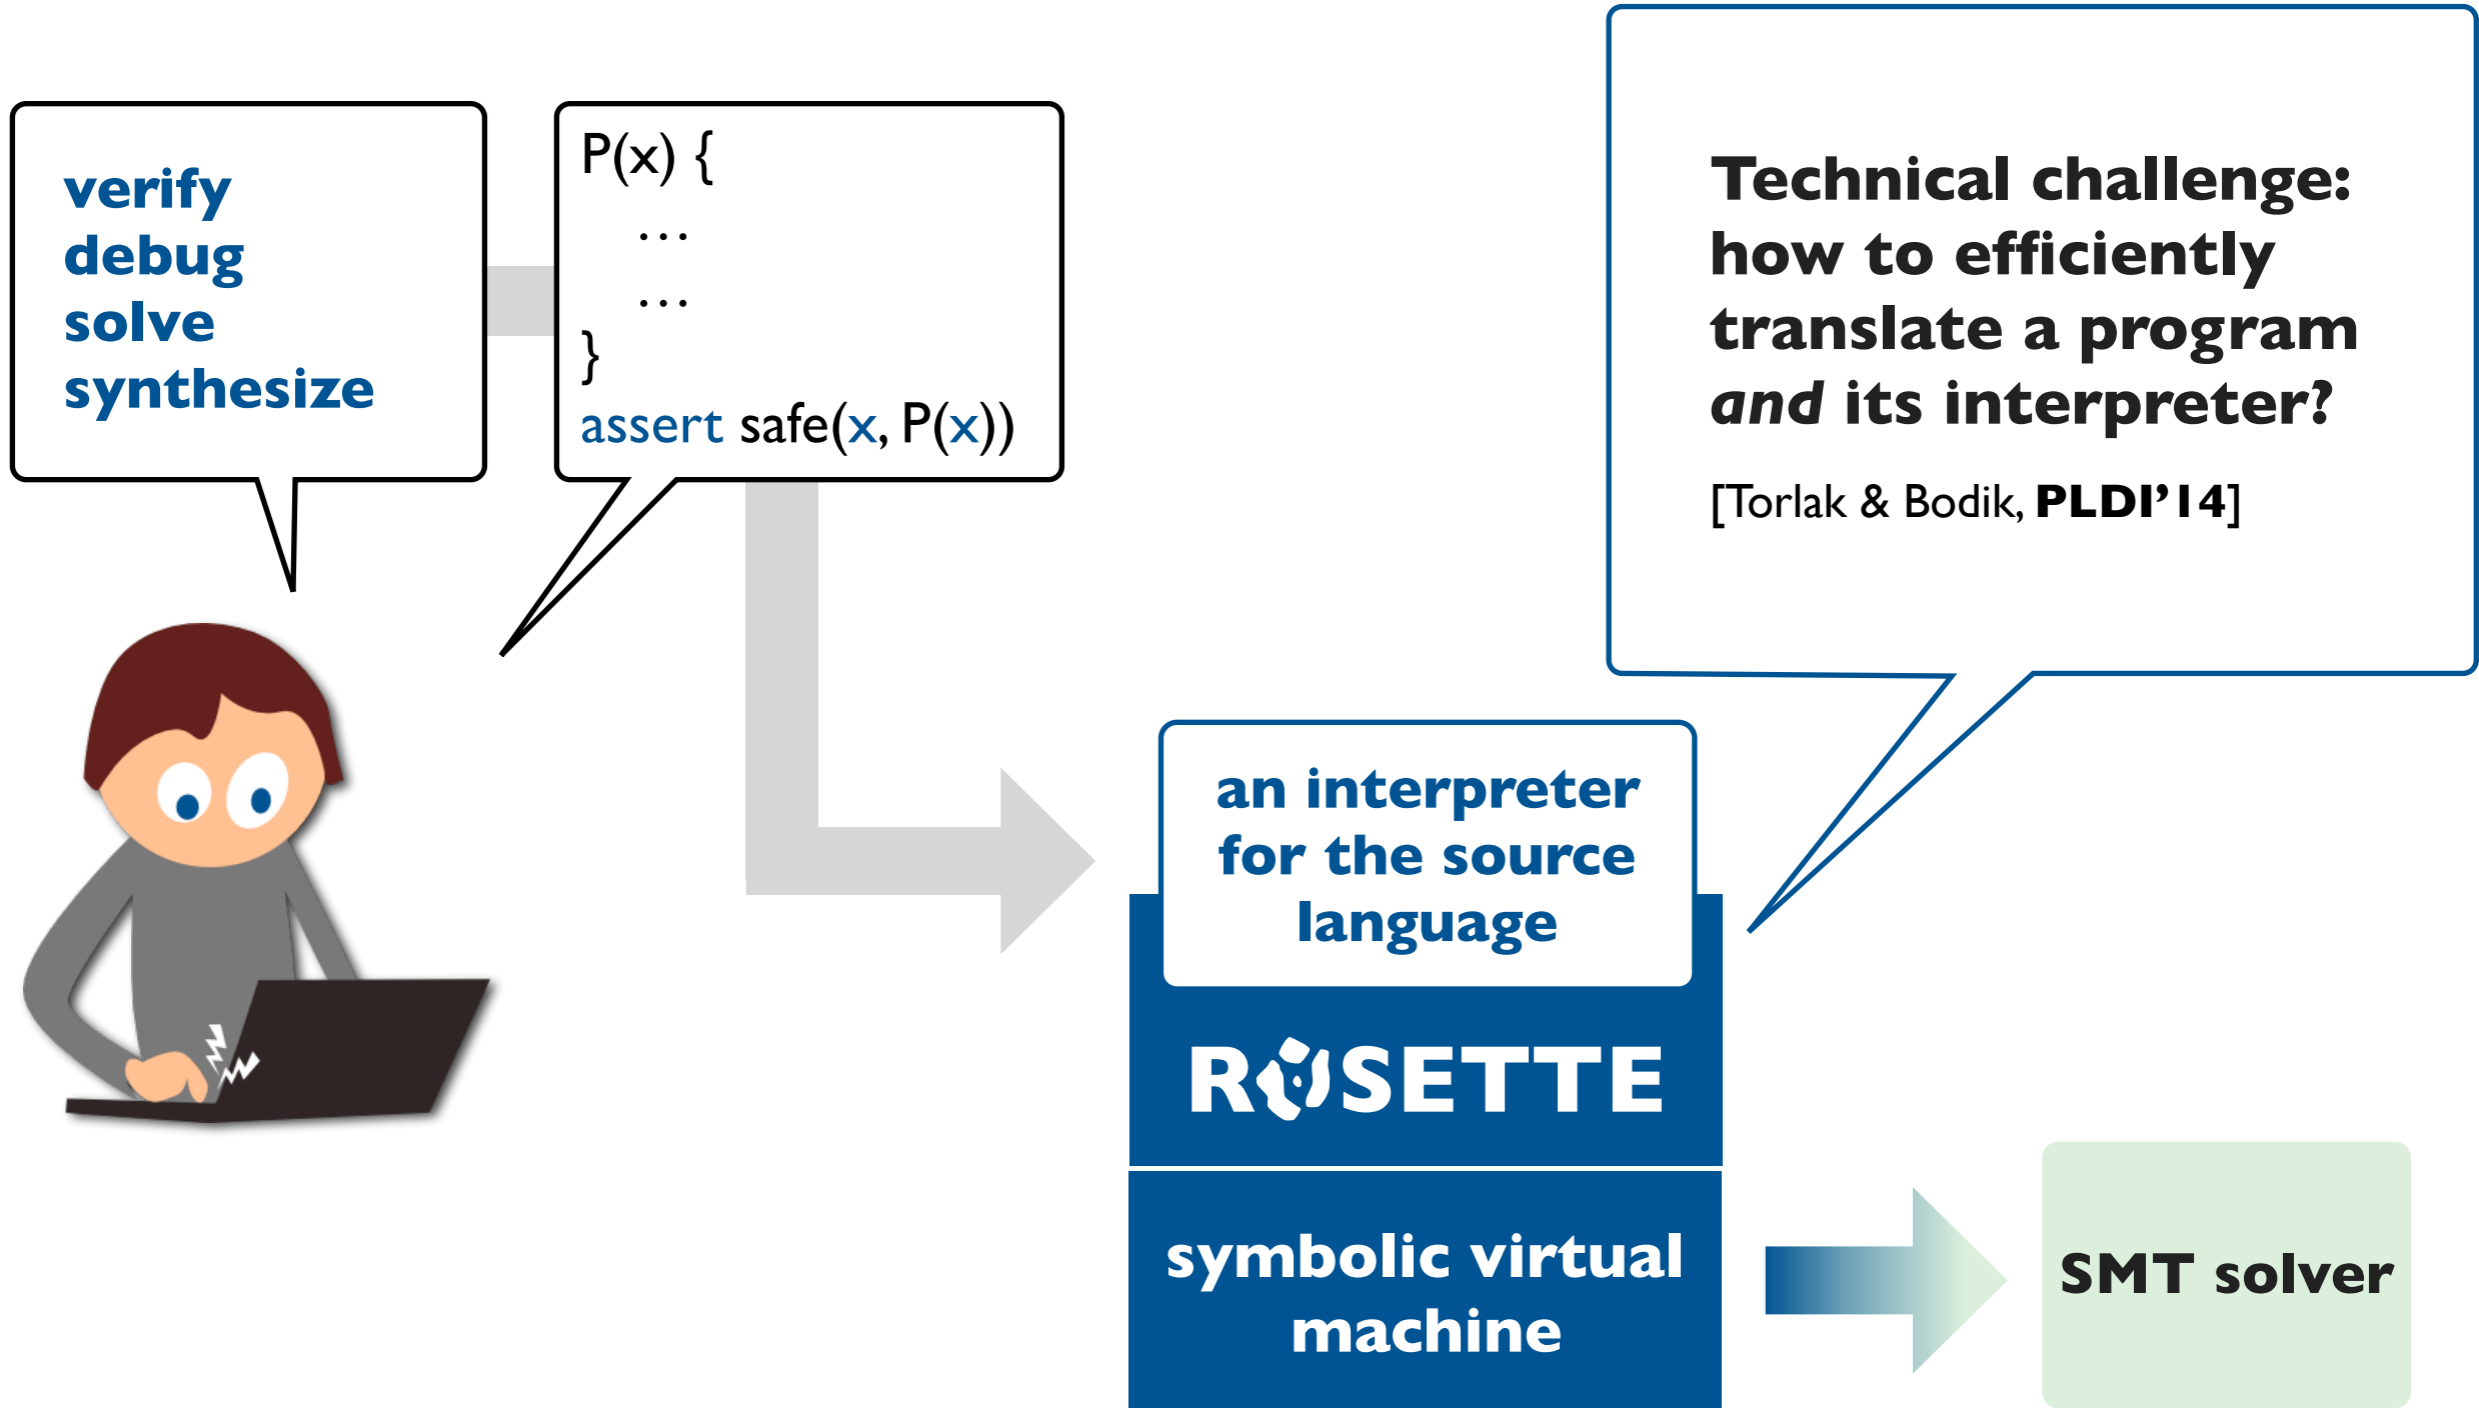 verify
debug
solve
synthesize
P(x) {
…
…
}
assert safe(x, P(x))
Technical challenge:
how to efficiently
translate a program
and its interpreter?
[Torlak & Bodik, PLDI’14]
an interpreter
for the source
language
ROSETTE
symbolic virtual
machine
SMT solver